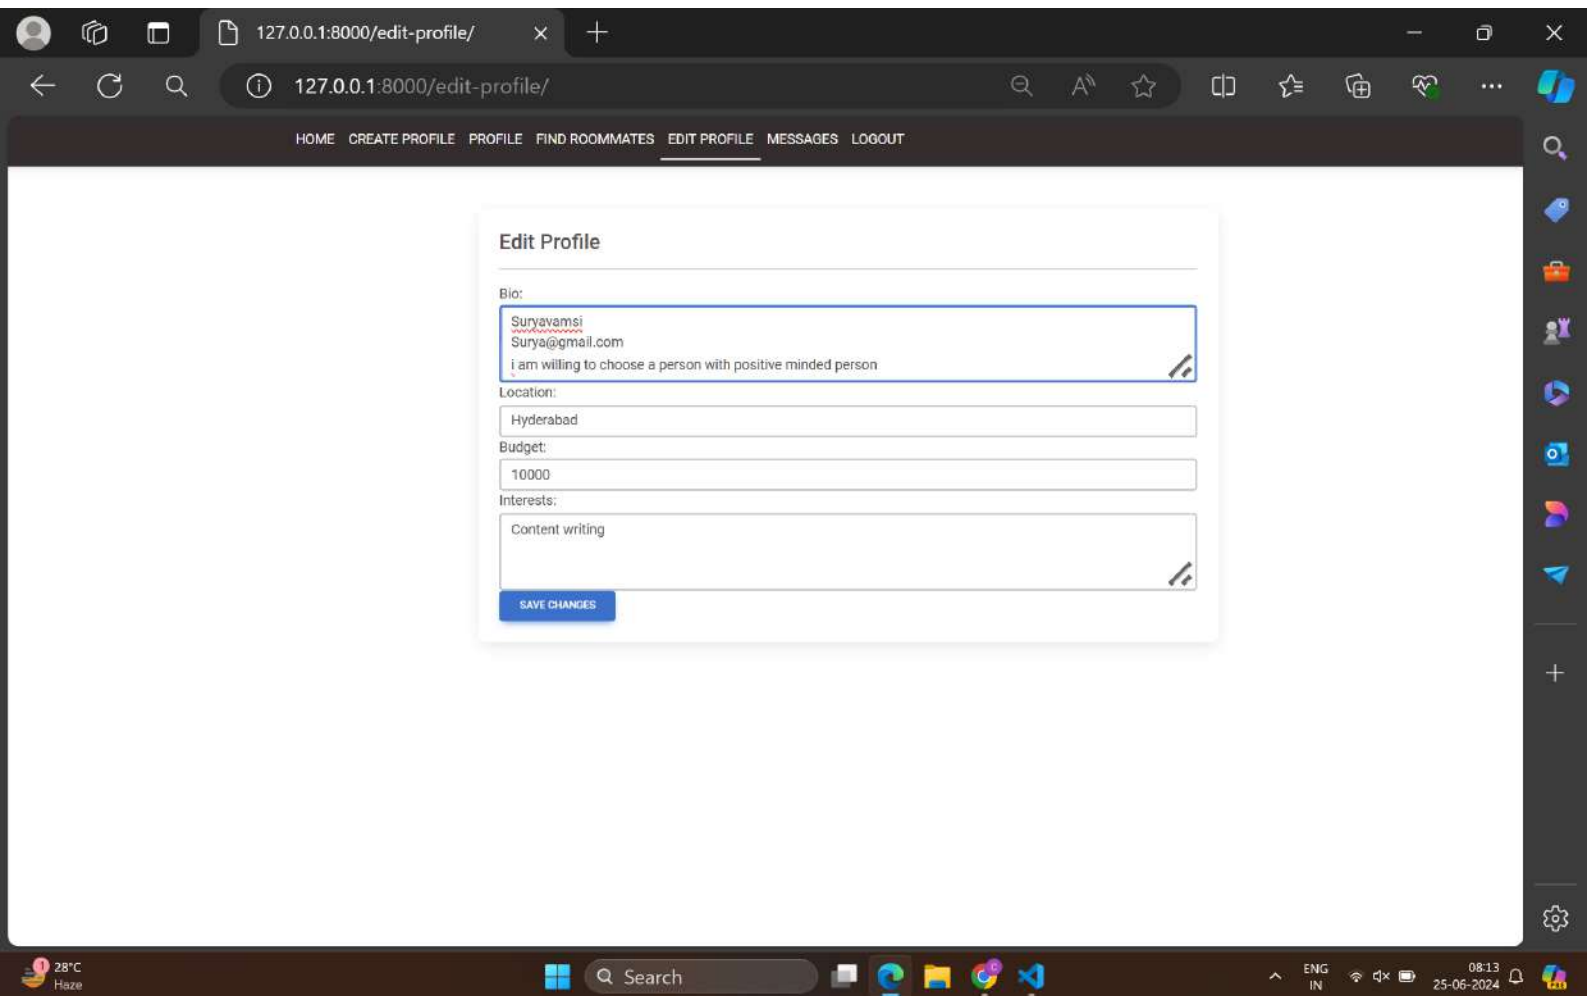 127.0.0.1:8000/edit-profile/
127.0.0.1:8000/edit-profile/
HOME CREATE PROFILE PROFILE FIND ROOMMATES EDIT PROFILE MESSAGES LOGOUT
Edit Profile
Bio:
Suryavamsi
Surya@gmail.com
i am willing to choose a person with positive minded person
Location:
Hyderabad
Budget:
10000
Interests:
Content writing
SAVE CHANGES
1
28°C
Haze
Search
ENG
IN
08:13
25-06-2024